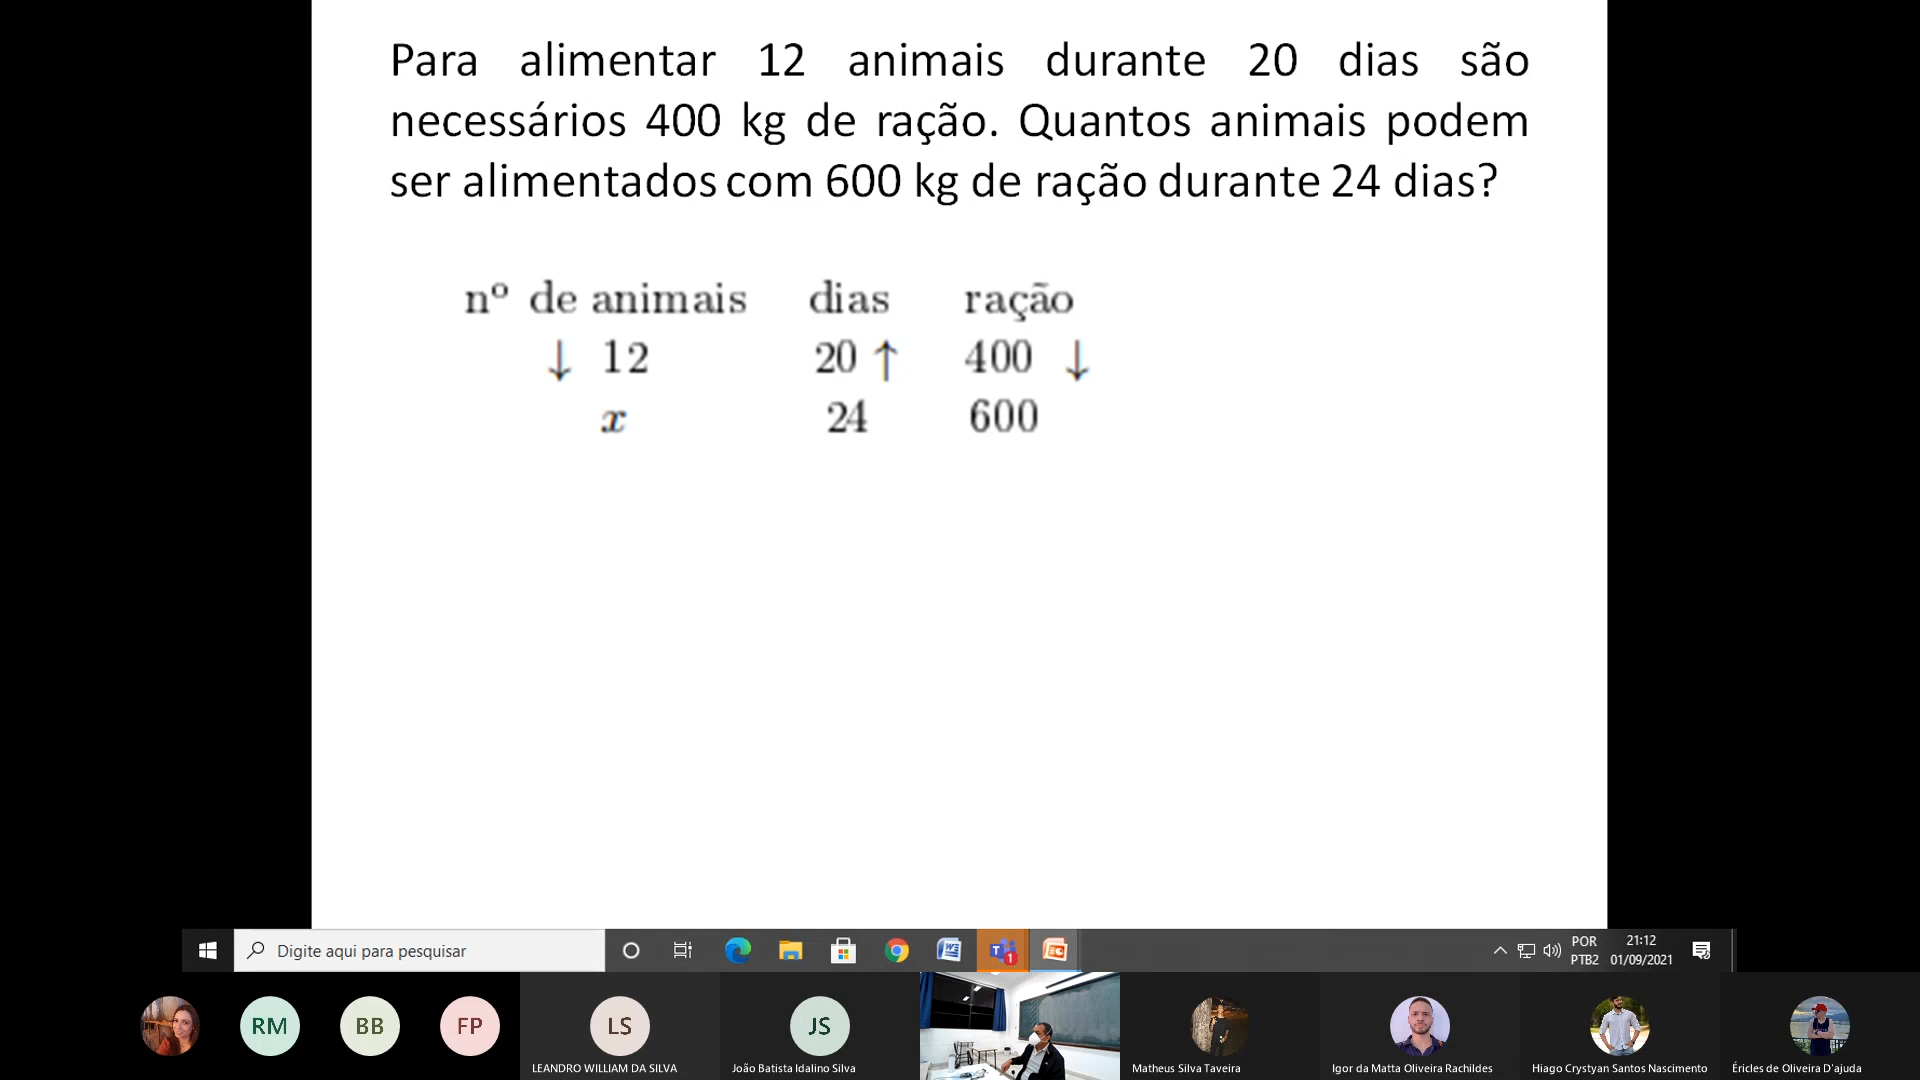 Para alimentar 12 animais durante 20 dias são
necessários 400 kg de ração. Quantos animais podem
ser alimentados com 600 kg de ração durante 24 dias?
nº de animais dias ração
↓ 12 20 ↑ 400 ↓
x 24 600
Digite aqui para pesquisar
1
POR
PTB2
21:12
01/09/2021
RM
BB
FP
LS
LEANDRO WILLIAM DA SILVA
JS
João Batista Idalino Silva
Matheus Silva Taveira
Igor da Matta Oliveira Rachildes
Hiago Crystyan Santos Nascimento
Éricles de Oliveira D'ajuda